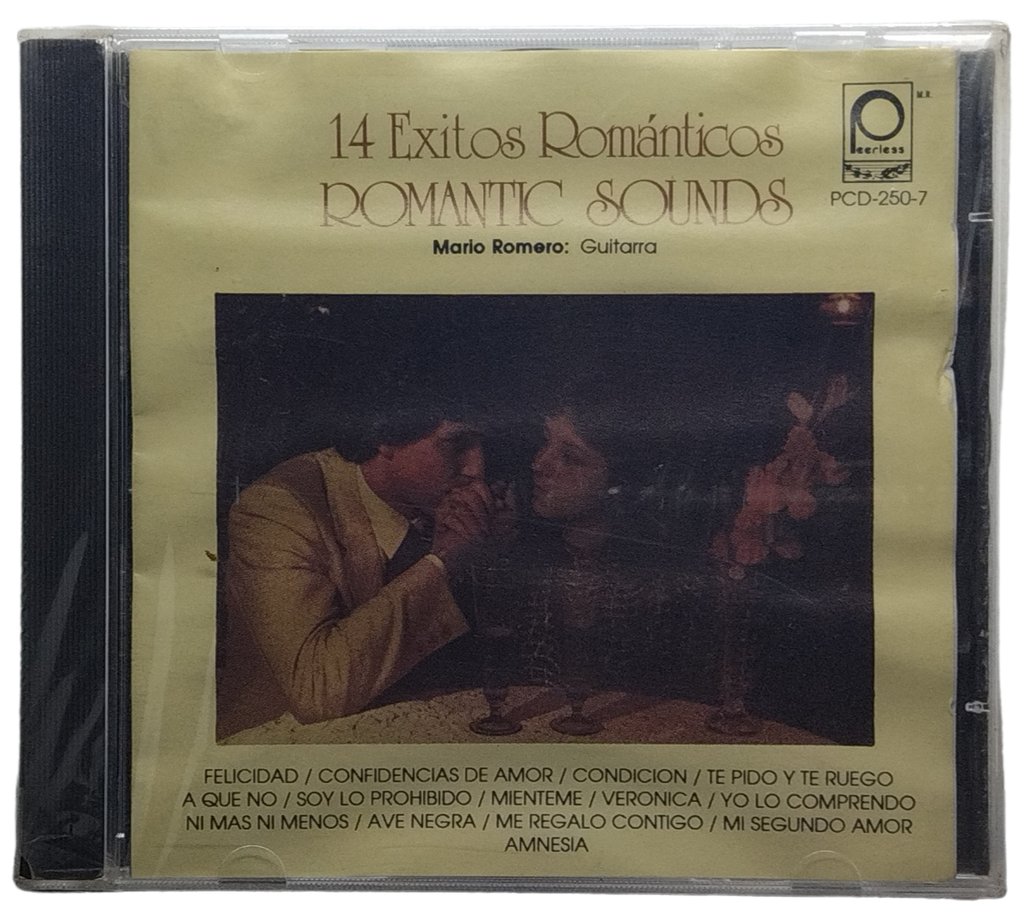 14 Exitos Románticos
ROMANTIC SOUNDS
Mario Romero: Guitarra
Peerless
M.R.
PCD-250-7
FELICIDAD / CONFIDENCIAS DE AMOR / CONDICION / TE PIDO Y TE RUEGO
A QUE NO / SOY LO PROHIBIDO / MIENTEME / VERONICA / YO LO COMPRENDO
NI MAS NI MENOS / AVE NEGRA / ME REGALO CONTIGO / MI SEGUNDO AMOR
AMNESIA